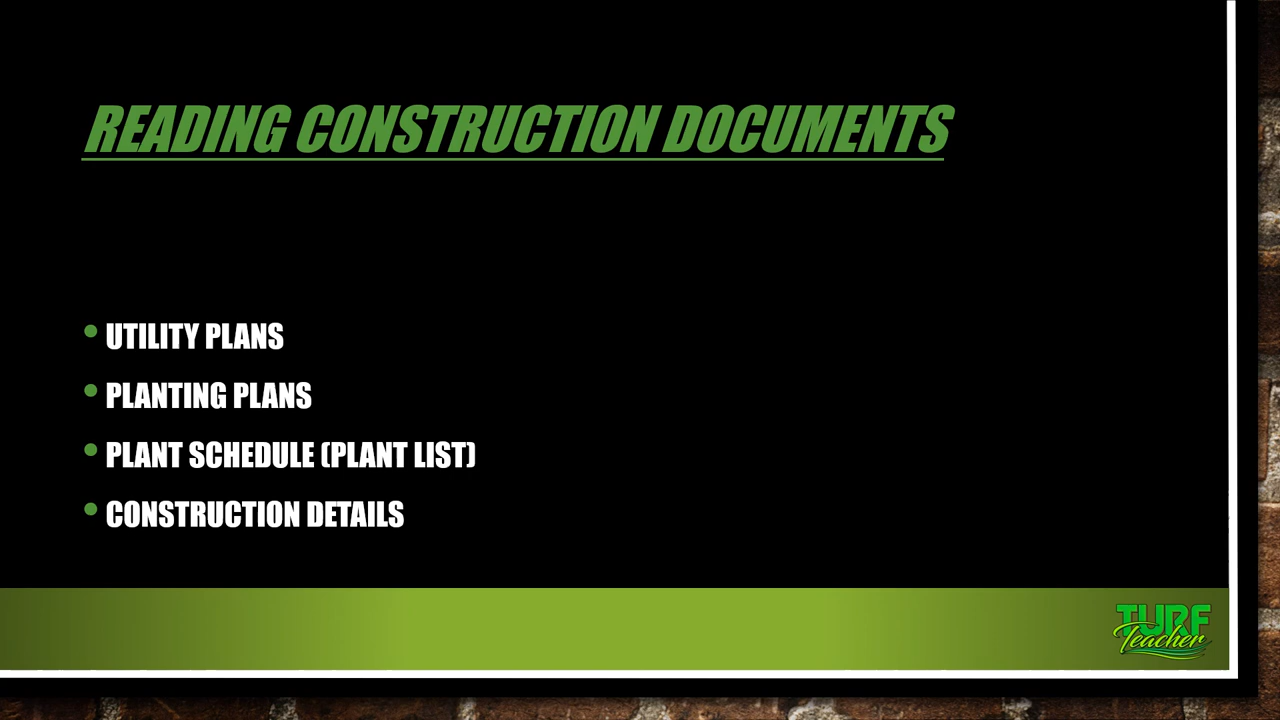 READING CONSTRUCTION DOCUMENTS
• UTILITY PLANS
• PLANTING PLANS
• PLANT SCHEDULE (PLANT LIST)
• CONSTRUCTION DETAILS
TURF
Teacher